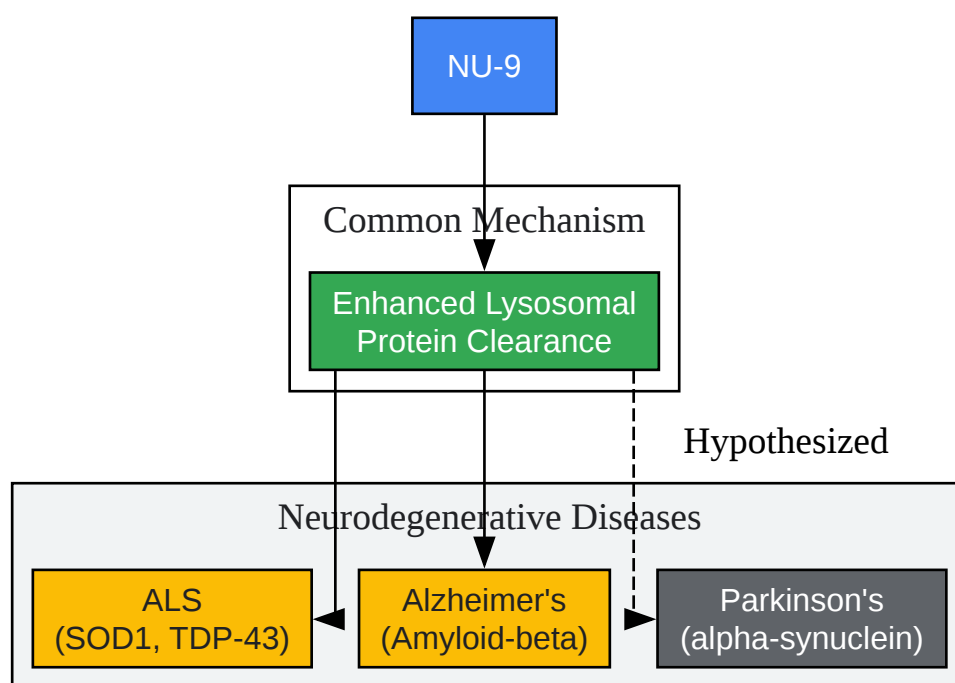 NU-9
Common Mechanism
Enhanced Lysosomal
Protein Clearance
Hypothesized
Neurodegenerative Diseases
ALS
(SOD1, TDP-43)
Alzheimer's
(Amyloid-beta)
Parkinson's
(alpha-synuclein)